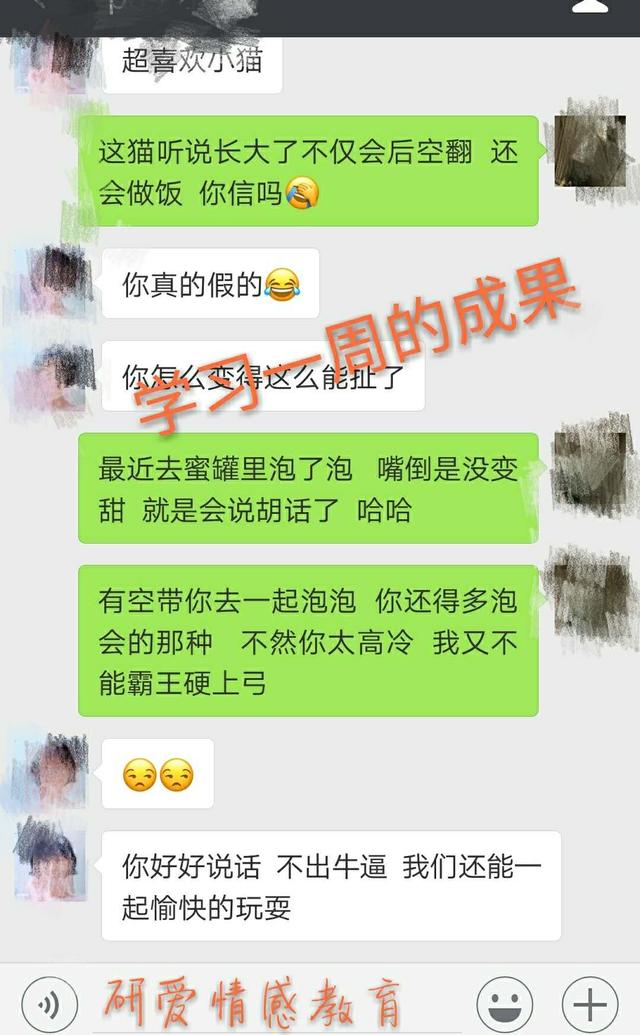 超喜欢小猫
这猫听说长大了不仅会后空翻 还
会做饭 你信吗🤦
你真的假的😂
学习一周的成果
你怎么变得这么能扯了
最近去蜜罐里泡了泡 嘴倒是没变
甜 就是会说胡话了 哈哈
有空带你去一起泡泡 你还得多泡
会的那种 不然你太高冷 我又不
能霸王硬上弓
😒😒
你好好说话 不出牛逼 我们还能一
起愉快的玩耍
研爱情感教育